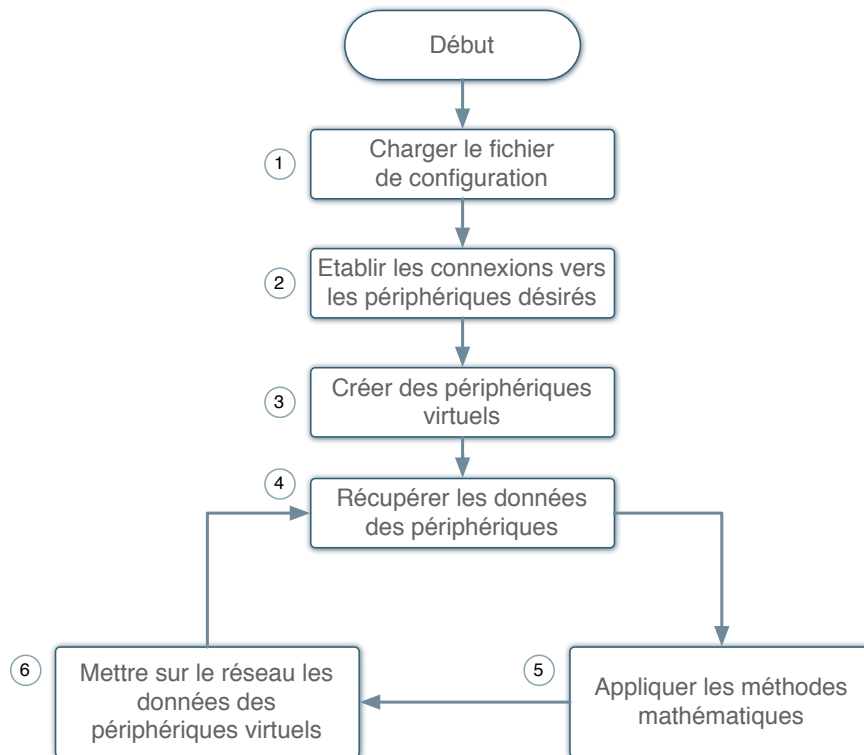 Début
1
Charger le fichier
de configuration
2
Etablir les connexions vers
les périphériques désirés
3
Créer des périphériques
virtuels
4
Récupérer les données
des périphériques
6
Mettre sur le réseau les
données des
périphériques virtuels
5
Appliquer les méthodes
mathématiques